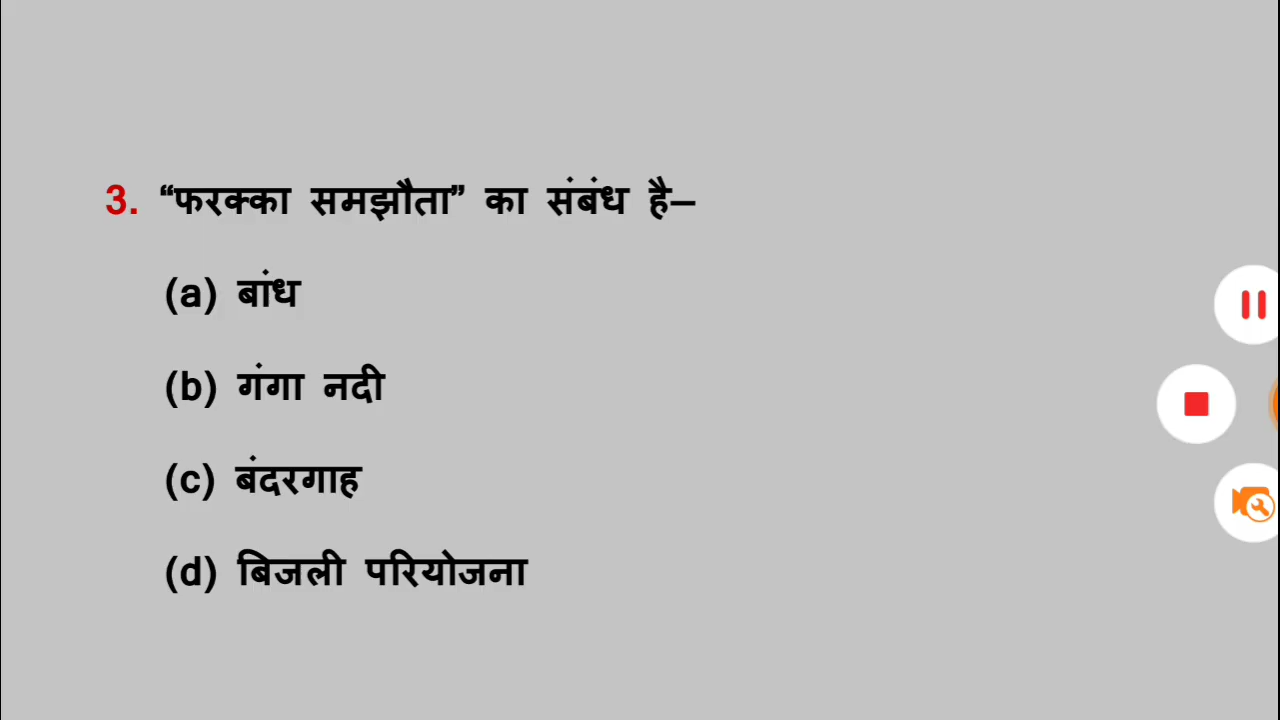 3. “फरक्का समझौता” का संबंध है–
(a) बांध
(b) गंगा नदी
(c) बंदरगाह
(d) बिजली परियोजना